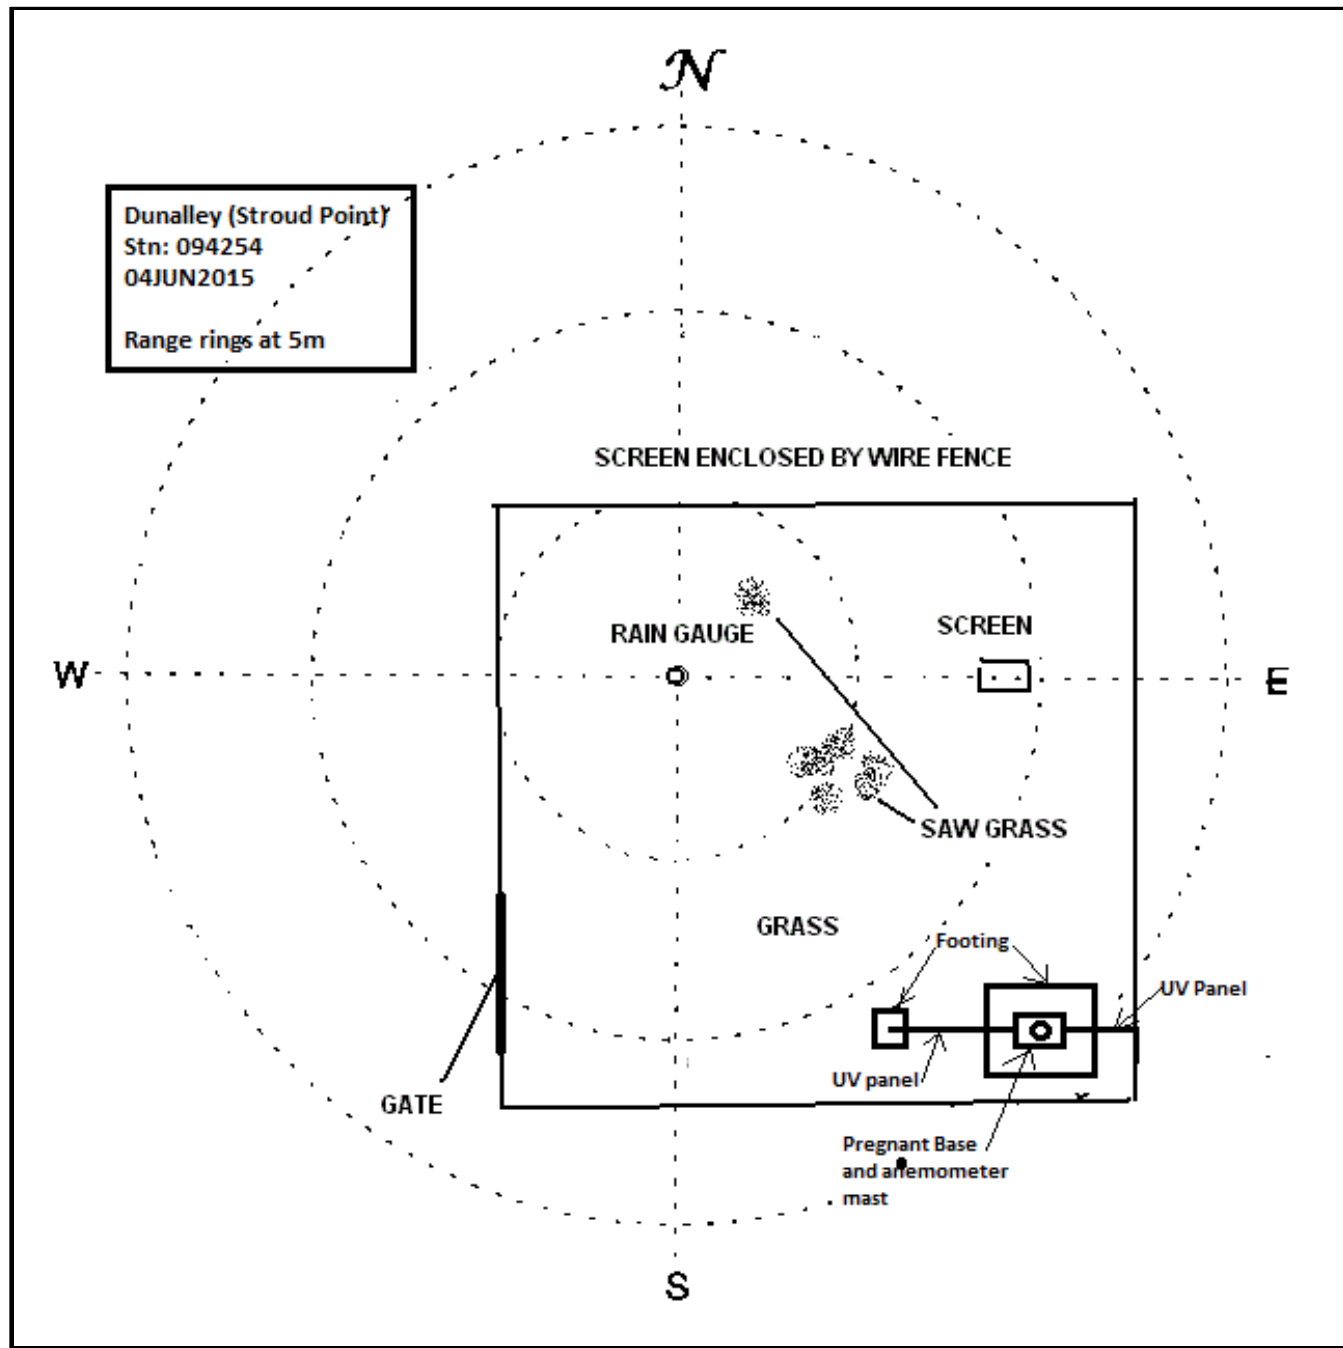 N
Dunalley (Stroud Point)
Stn: 094254
04JUN2015
Range rings at 5m
SCREEN ENCLOSED BY WIRE FENCE
RAIN GAUGE
SCREEN
W
E
SAW GRASS
GRASS
Footing
UV Panel
UV panel
GATE
Pregnant Base
and anemometer
mast
S